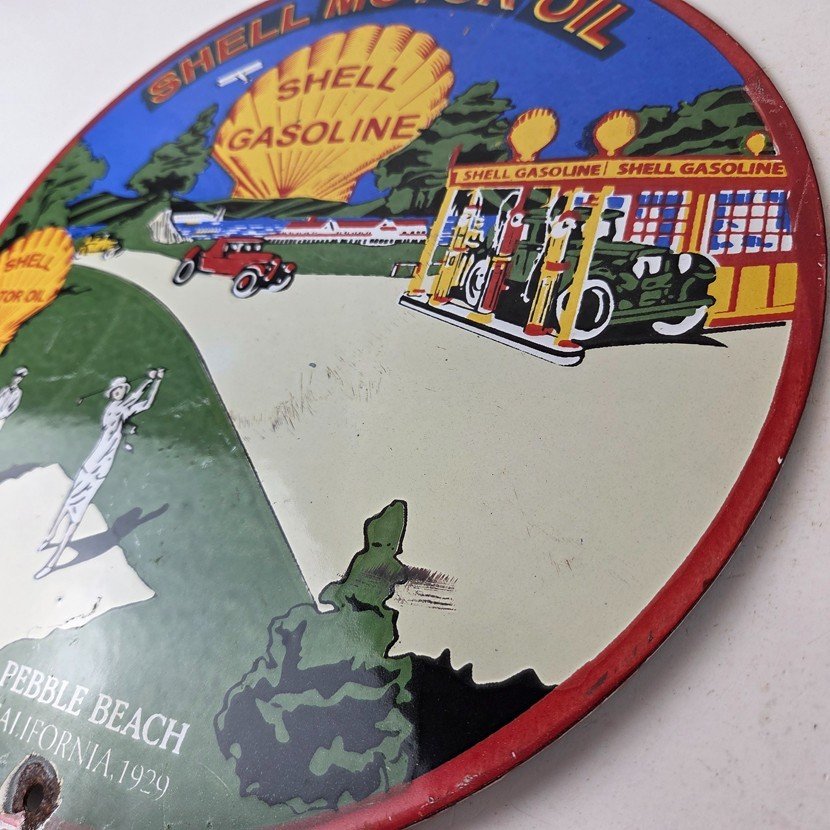 SHELL MOTOR OIL
SHELL
GASOLINE
SHELL GASOLINE SHELL GASOLINE
SHELL
TOR OIL
PEBBLE BEACH
ALIFORNIA, 1929